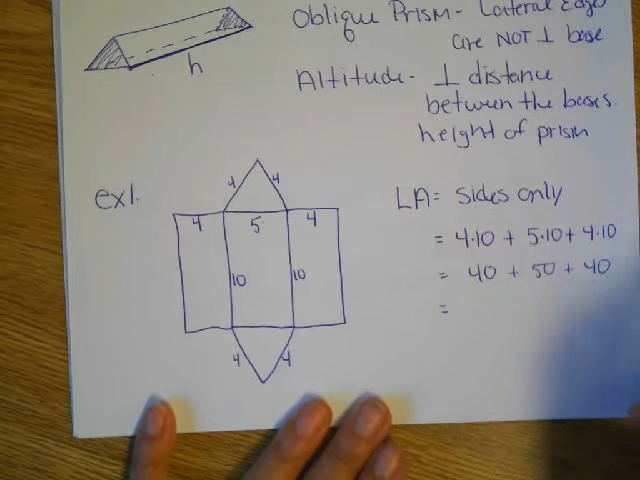 Oblique Prism - Lateral Edges
are NOT ⊥ base
h
Altitude - ⊥ distance
between the bases.
height of prism
ex1.
4 4
4 5 4
10 10
4 4
LA = sides only
= 4·10 + 5·10 + 4·10
= 40 + 50 + 40
=